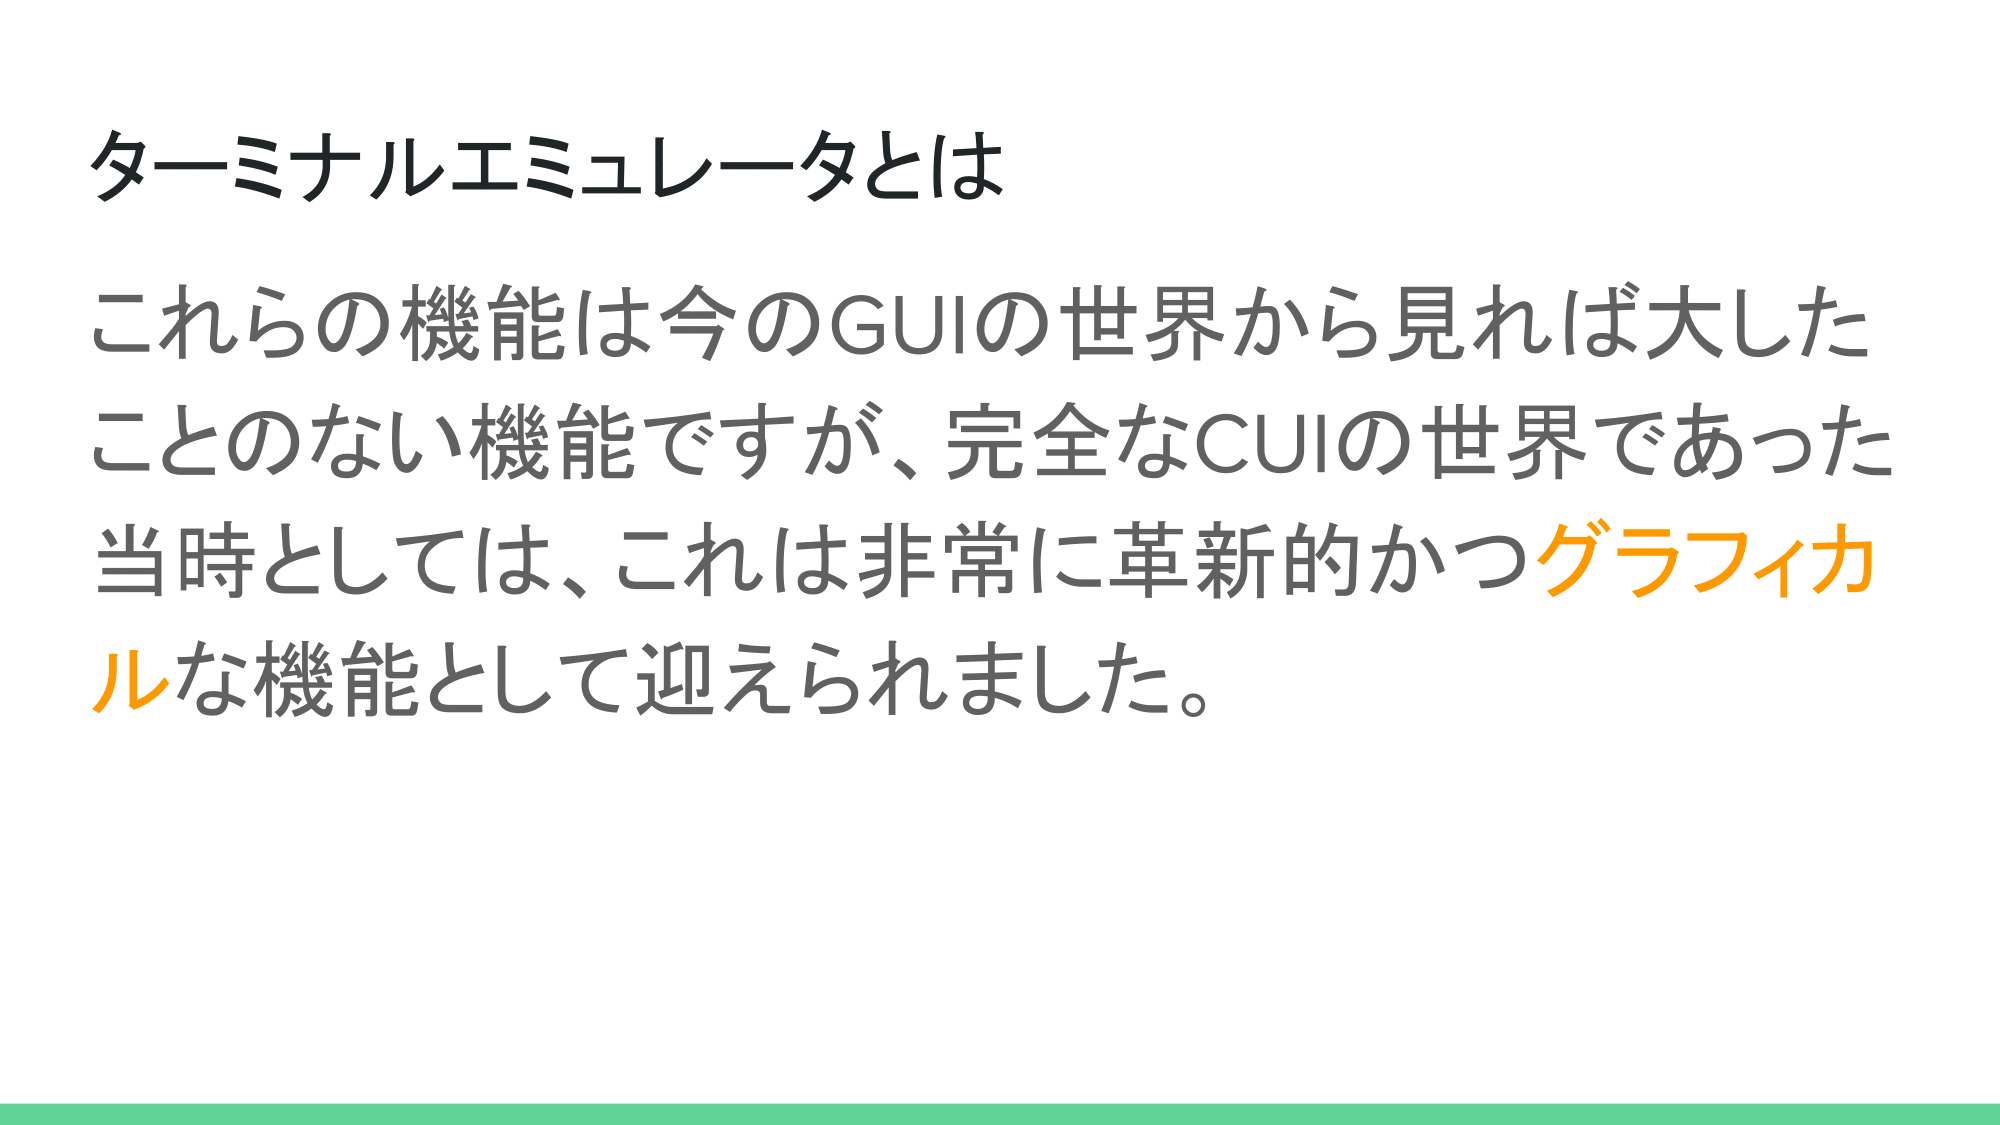 ターミナルエミュレータとは
これらの機能は今のGUIの世界から見れば大した
ことのない機能ですが、完全なCUIの世界であった
当時としては、これは非常に革新的かつグラフィカ
ルな機能として迎えられました。